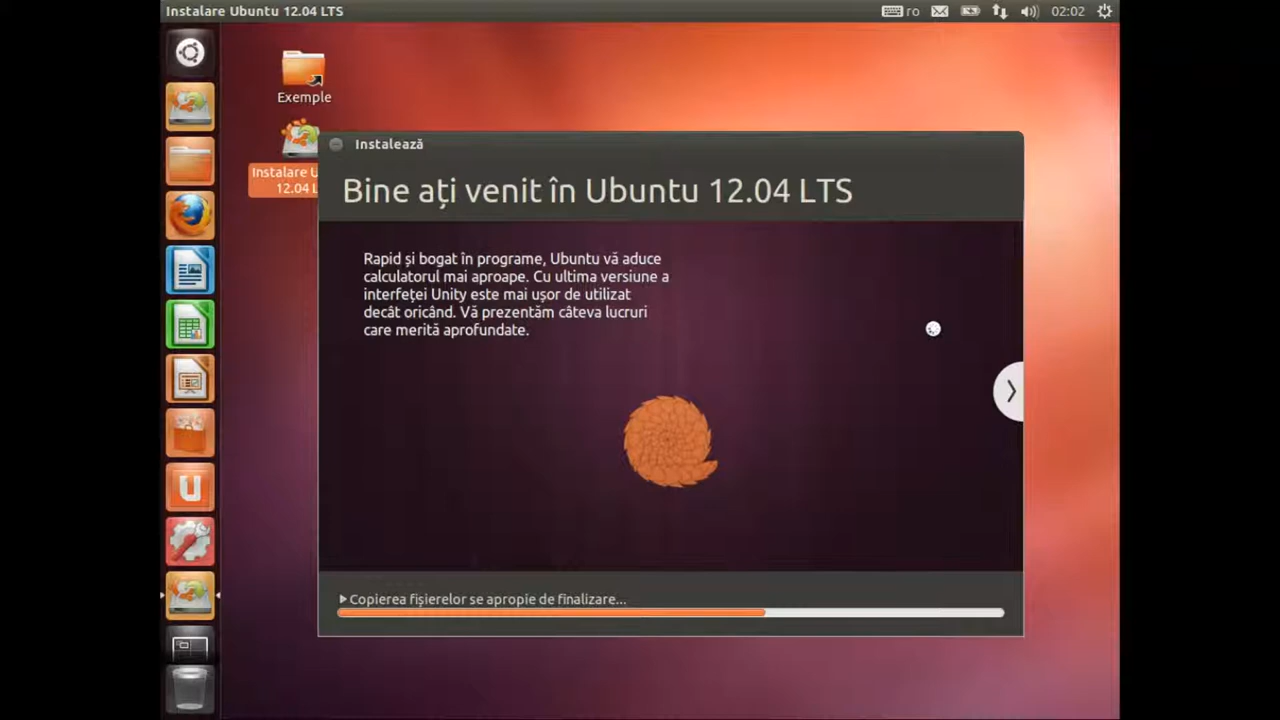 Instalare Ubuntu 12.04 LTS
ro
02:02
Exemple
Instalare U
12.04 L
Instalează
Bine ați venit în Ubuntu 12.04 LTS
Rapid și bogat în programe, Ubuntu vă aduce
calculatorul mai aproape. Cu ultima versiune a
interfeței Unity este mai ușor de utilizat
decât oricând. Vă prezentăm câteva lucruri
care merită aprofundate.
Copierea fișierelor se apropie de finalizare...